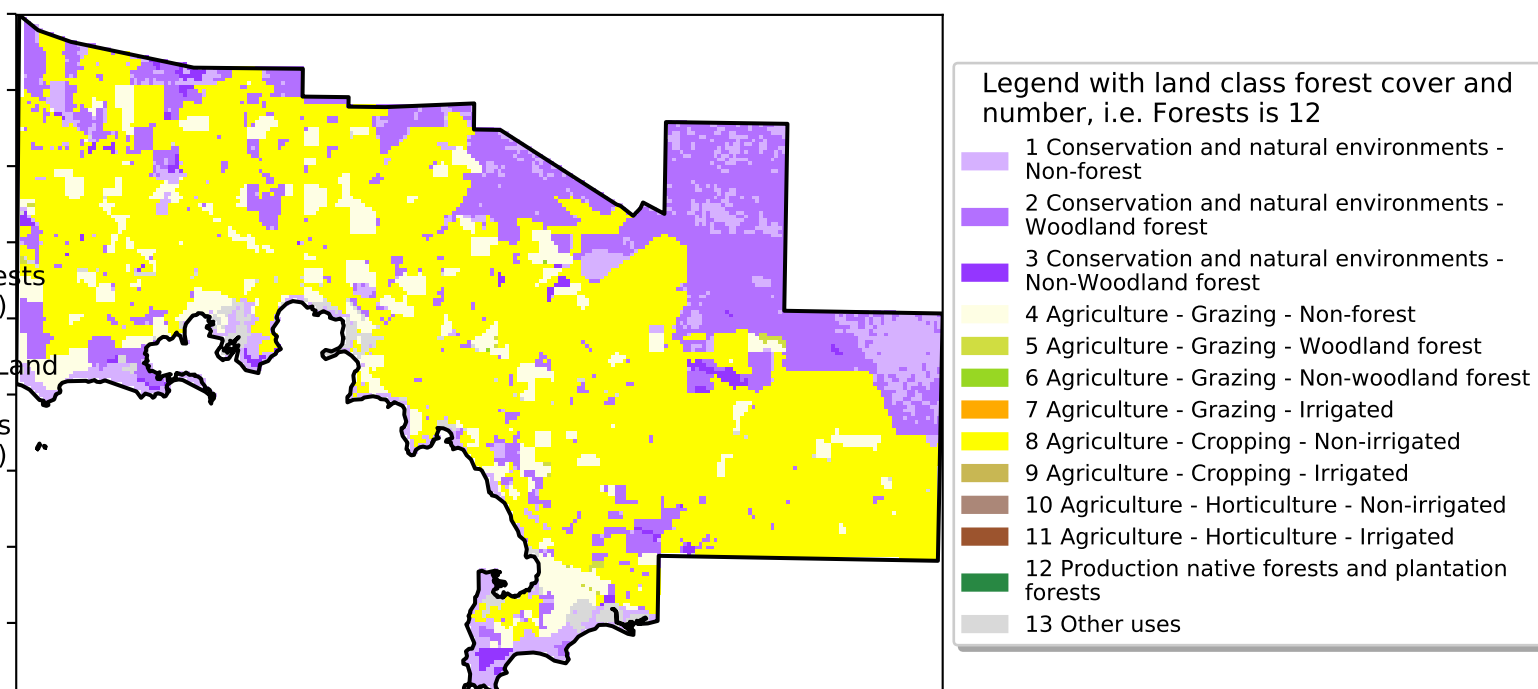 Legend with land class forest cover and
number, i.e. Forests is 12
1 Conservation and natural environments -
Non-forest
2 Conservation and natural environments -
Woodland forest
3 Conservation and natural environments -
Non-Woodland forest
4 Agriculture - Grazing - Non-forest
5 Agriculture - Grazing - Woodland forest
6 Agriculture - Grazing - Non-woodland forest
7 Agriculture - Grazing - Irrigated
8 Agriculture - Cropping - Non-irrigated
9 Agriculture - Cropping - Irrigated
10 Agriculture - Horticulture - Non-irrigated
11 Agriculture - Horticulture - Irrigated
12 Production native forests and plantation
forests
13 Other uses
ests
)
and
s
)